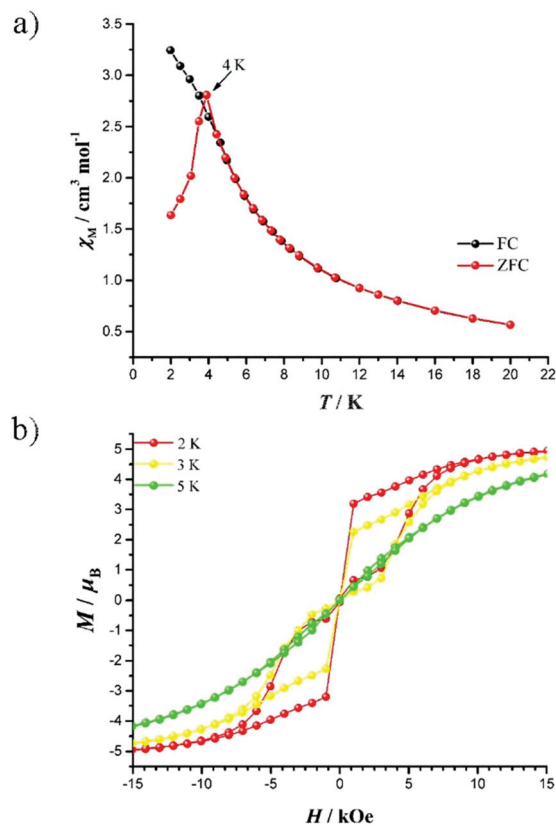 a)
3.5
3.0
2.5
2.0
1.5
1.0
0.5
χM / cm³ mol⁻¹
4 K
FC
ZFC
0 2 4 6 8 10 12 14 16 18 20 22
T / K
b)
2 K
3 K
5 K
5
4
3
2
1
0
-1
-2
-3
-4
-5
M / μB
-15 -10 -5 0 5 10 15
H / kOe